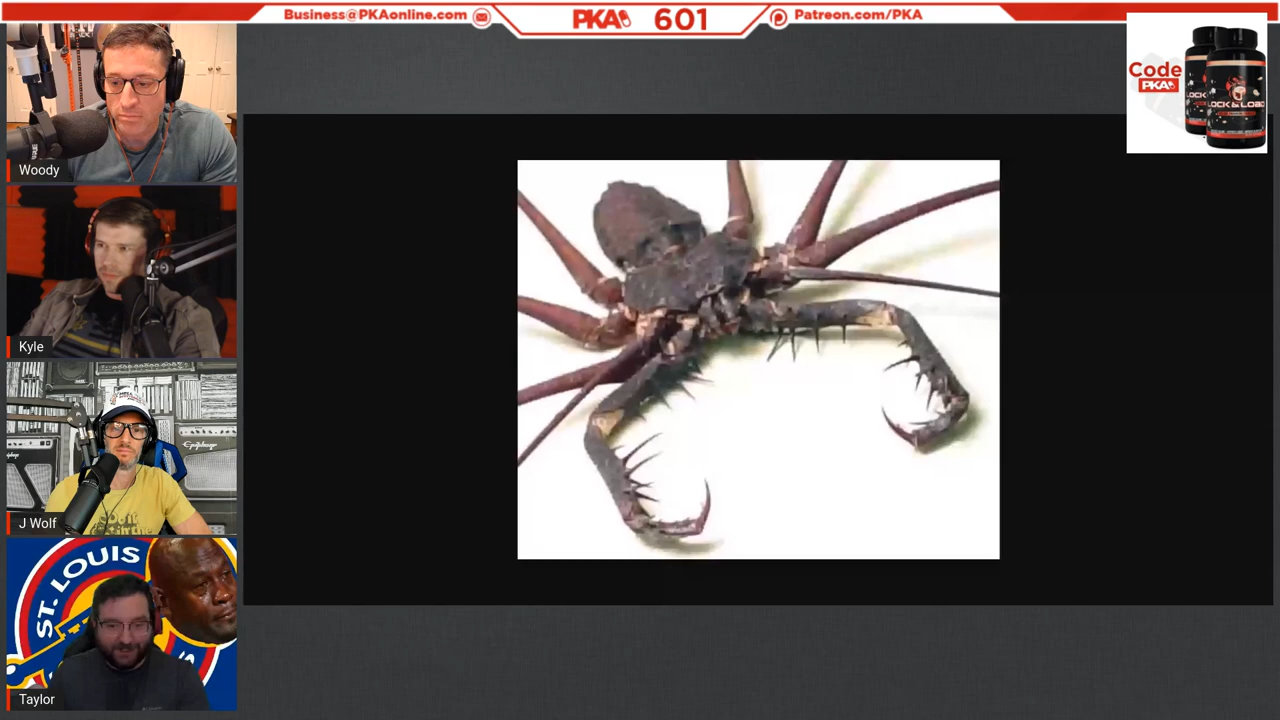 Business@PKAonline.com
PKA 601
Patreon.com/PKA
Code
PKA
LOCK & LOAD
Woody
Kyle
Epiphone
J Wolf
ST. LOUIS
Taylor